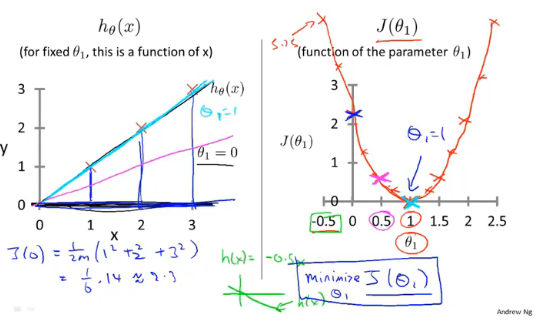 hθ(x)
(for fixed θ₁, this is a function of x)
3
2
1
0
y
0 1 2 3
x
hθ(x)
θ₁=1
θ₁ = 0
J(0) = 1/2m (1² + 2² + 3²)
= 1/6 · 14 ≈ 2.3
5.25
J(θ₁)
(function of the parameter θ₁)
3
2
1
0
J(θ₁)
θ₁=1
-0.5 0 0.5 1 1.5 2 2.5
θ₁
h(x) = -0.5x
h(x)
minimize J(θ₁)
θ₁
Andrew Ng